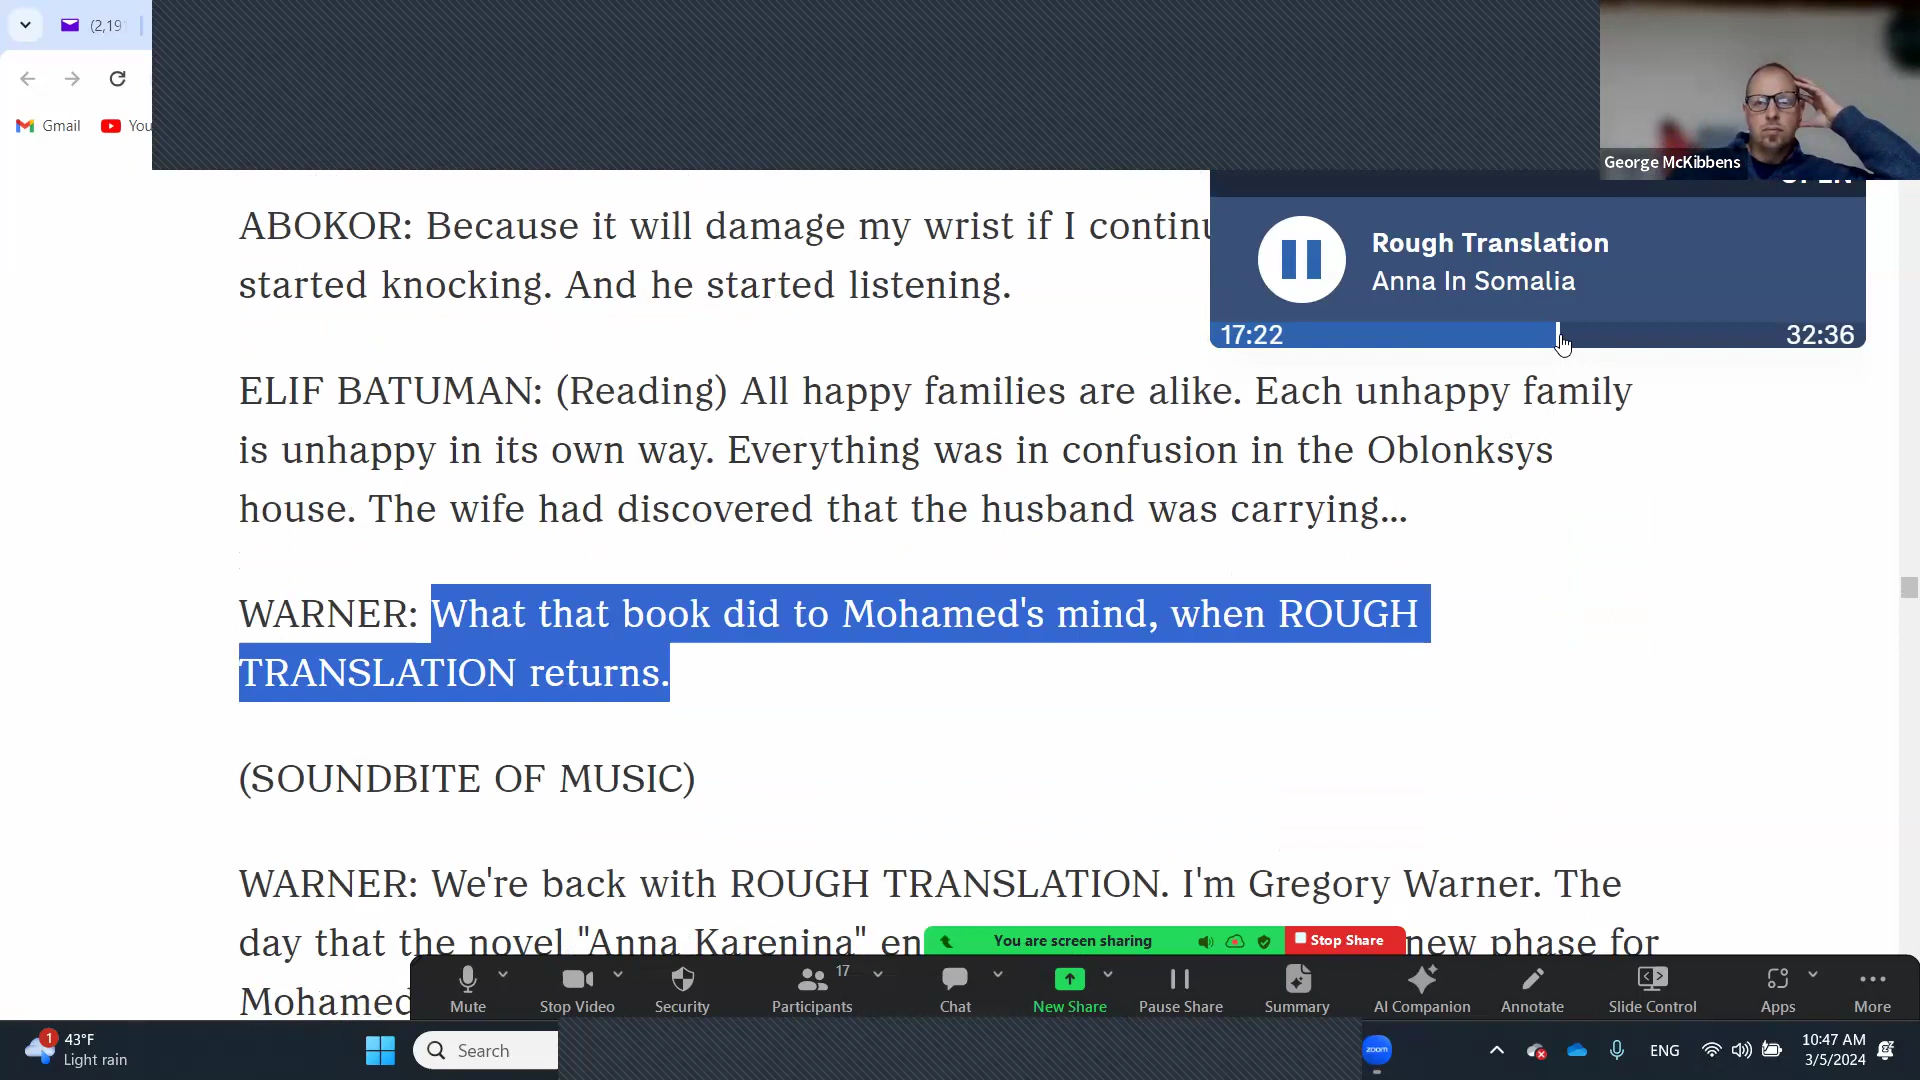 (2,19
Gmail
You
George McKibbens
OPEN
Rough Translation
Anna In Somalia
17:22
32:36
ABOKOR: Because it will damage my wrist if I continu
started knocking. And he started listening.
ELIF BATUMAN: (Reading) All happy families are alike. Each unhappy family
is unhappy in its own way. Everything was in confusion in the Oblonksys
house. The wife had discovered that the husband was carrying...
WARNER: What that book did to Mohamed's mind, when ROUGH
TRANSLATION returns.
(SOUNDBITE OF MUSIC)
WARNER: We're back with ROUGH TRANSLATION. I'm Gregory Warner. The
day that the novel "Anna Karenina" en
new phase for
Mohamed
You are screen sharing
Stop Share
Mute
Stop Video
Security
Participants
17
Chat
New Share
Pause Share
Summary
AI Companion
Annotate
Slide Control
Apps
More
1
43°F
Light rain
Search
zoom
ENG
10:47 AM
3/5/2024